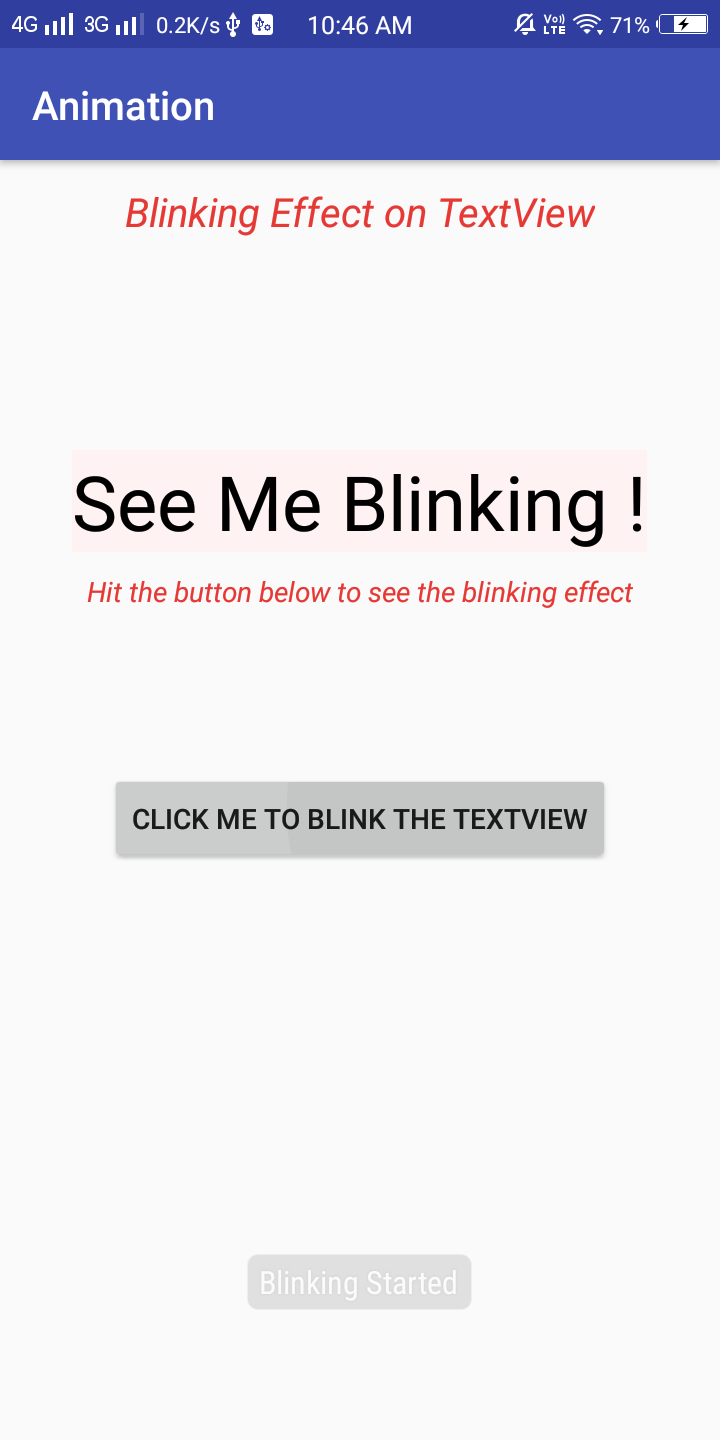 4G 3G 0.2K/s 10:46 AM Vo)) LTE 71%
Animation
Blinking Effect on TextView
See Me Blinking !
Hit the button below to see the blinking effect
CLICK ME TO BLINK THE TEXTVIEW
Blinking Started